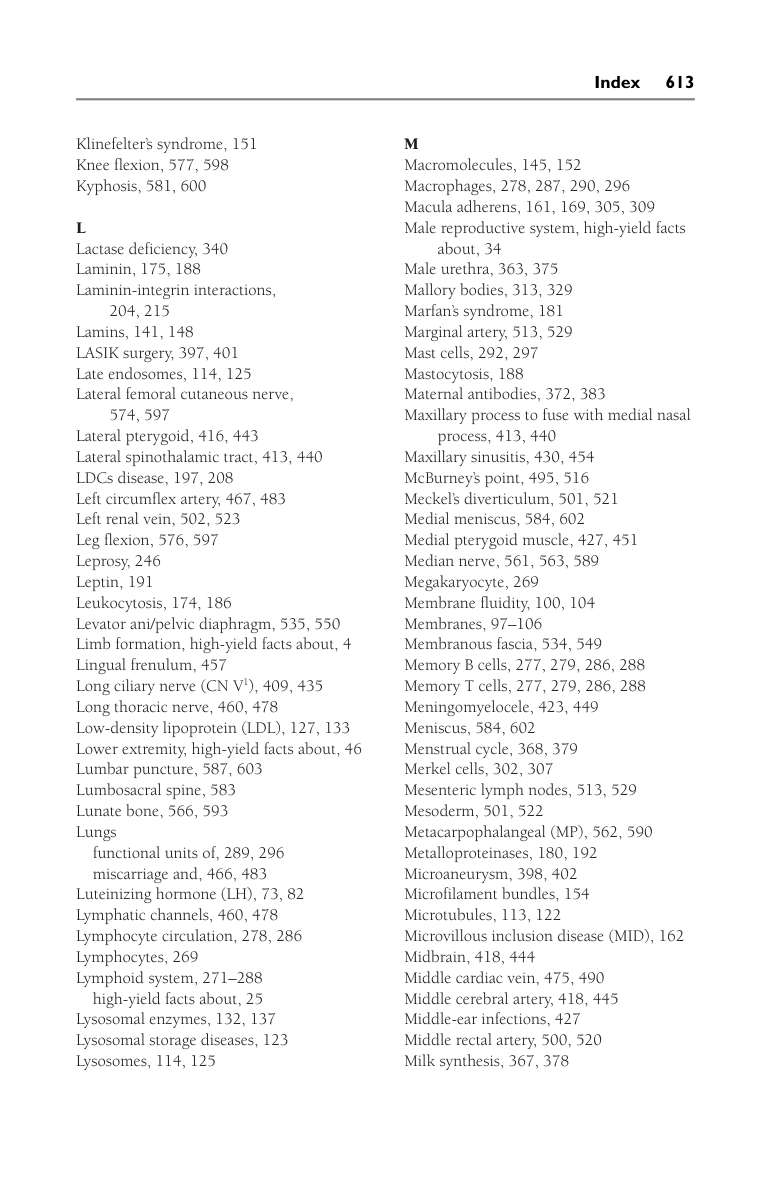 Index 613
Klinefelter's syndrome, 151
Knee flexion, 577, 598
Kyphosis, 581, 600
L
Lactase deficiency, 340
Laminin, 175, 188
Laminin-integrin interactions,
204, 215
Lamins, 141, 148
LASIK surgery, 397, 401
Late endosomes, 114, 125
Lateral femoral cutaneous nerve,
574, 597
Lateral pterygoid, 416, 443
Lateral spinothalamic tract, 413, 440
LDCs disease, 197, 208
Left circumflex artery, 467, 483
Left renal vein, 502, 523
Leg flexion, 576, 597
Leprosy, 246
Leptin, 191
Leukocytosis, 174, 186
Levator ani/pelvic diaphragm, 535, 550
Limb formation, high-yield facts about, 4
Lingual frenulum, 457
Long ciliary nerve (CN V¹), 409, 435
Long thoracic nerve, 460, 478
Low-density lipoprotein (LDL), 127, 133
Lower extremity, high-yield facts about, 46
Lumbar puncture, 587, 603
Lumbosacral spine, 583
Lunate bone, 566, 593
Lungs
functional units of, 289, 296
miscarriage and, 466, 483
Luteinizing hormone (LH), 73, 82
Lymphatic channels, 460, 478
Lymphocyte circulation, 278, 286
Lymphocytes, 269
Lymphoid system, 271–288
high-yield facts about, 25
Lysosomal enzymes, 132, 137
Lysosomal storage diseases, 123
Lysosomes, 114, 125
M
Macromolecules, 145, 152
Macrophages, 278, 287, 290, 296
Macula adherens, 161, 169, 305, 309
Male reproductive system, high-yield facts
about, 34
Male urethra, 363, 375
Mallory bodies, 313, 329
Marfan's syndrome, 181
Marginal artery, 513, 529
Mast cells, 292, 297
Mastocytosis, 188
Maternal antibodies, 372, 383
Maxillary process to fuse with medial nasal
process, 413, 440
Maxillary sinusitis, 430, 454
McBurney's point, 495, 516
Meckel's diverticulum, 501, 521
Medial meniscus, 584, 602
Medial pterygoid muscle, 427, 451
Median nerve, 561, 563, 589
Megakaryocyte, 269
Membrane fluidity, 100, 104
Membranes, 97–106
Membranous fascia, 534, 549
Memory B cells, 277, 279, 286, 288
Memory T cells, 277, 279, 286, 288
Meningomyelocele, 423, 449
Meniscus, 584, 602
Menstrual cycle, 368, 379
Merkel cells, 302, 307
Mesenteric lymph nodes, 513, 529
Mesoderm, 501, 522
Metacarpophalangeal (MP), 562, 590
Metalloproteinases, 180, 192
Microaneurysm, 398, 402
Microfilament bundles, 154
Microtubules, 113, 122
Microvillous inclusion disease (MID), 162
Midbrain, 418, 444
Middle cardiac vein, 475, 490
Middle cerebral artery, 418, 445
Middle-ear infections, 427
Middle rectal artery, 500, 520
Milk synthesis, 367, 378